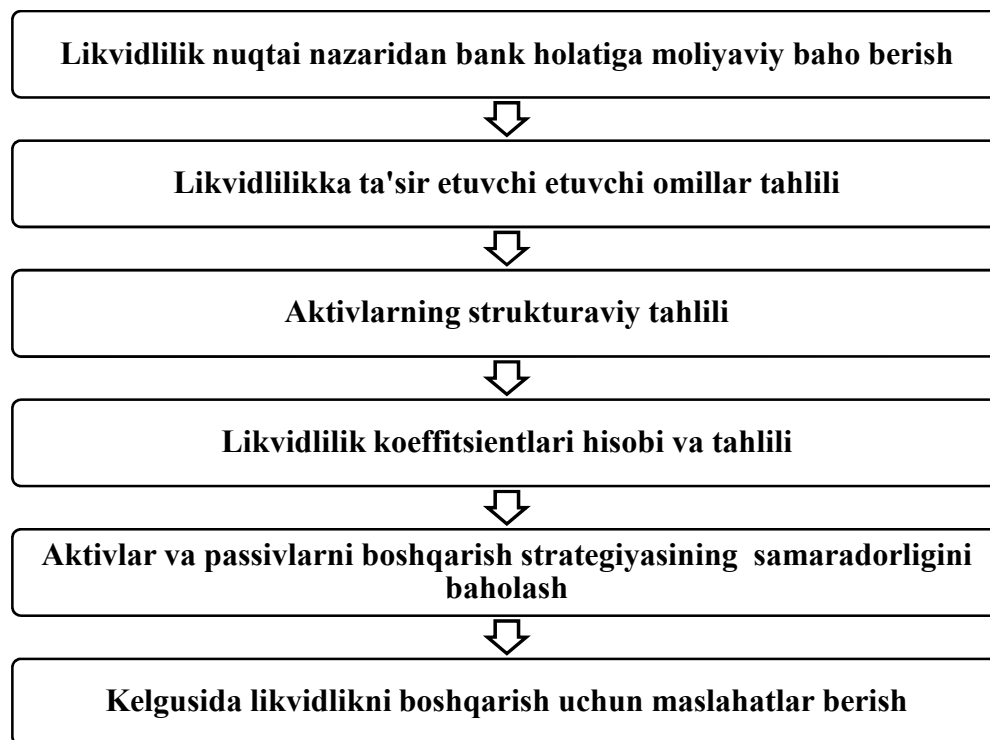 Likvidlilik nuqtai nazaridan bank holatiga moliyaviy baho berish
Likvidlilikka ta'sir etuvchi etuvchi omillar tahlili
Aktivlarning strukturaviy tahlili
Likvidlilik koeffitsientlari hisobi va tahlili
Aktivlar va passivlarni boshqarish strategiyasining samaradorligini
baholash
Kelgusida likvidlikni boshqarish uchun maslahatlar berish